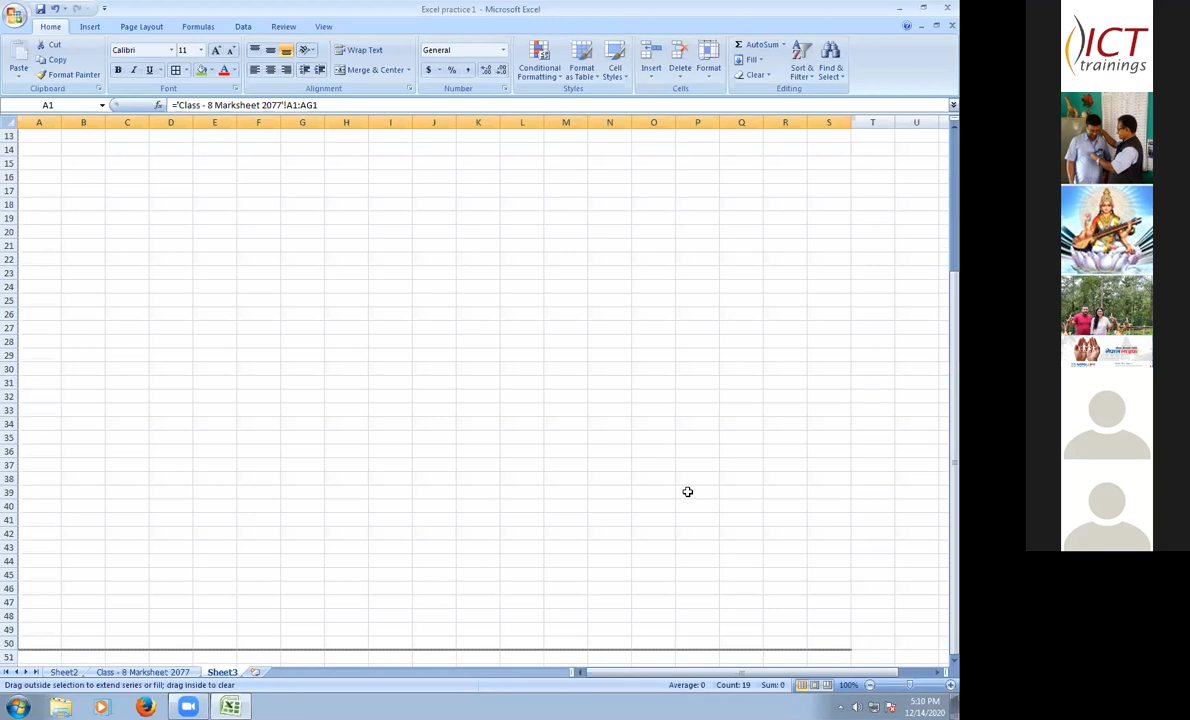 Excel practice 1 - Microsoft Excel
Home Insert Page Layout Formulas Data Review View
Paste
Cut
Copy
Format Painter
Clipboard
Calibri 11
B I U
Font
Wrap Text
Merge & Center
Alignment
General
$ % ,
Number
Conditional Formatting
Format as Table
Cell Styles
Styles
Insert Delete Format
Cells
Σ AutoSum
Fill
Clear
Sort & Filter
Find & Select
Editing
A1 fx ='Class - 8 Marksheet 2077'!A1:AG1
A B C D E F G H I J K L M N O P Q R S T U
13
14
15
16
17
18
19
20
21
22
23
24
25
26
27
28
29
30
31
32
33
34
35
36
37
38
39
40
41
42
43
44
45
46
47
48
49
50
51
Sheet2 Class - 8 Marksheet 2077 Sheet3
Drag outside selection to extend series or fill; drag inside to clear
Average: 0 Count: 19 Sum: 0
100%
5:10 PM
12/14/2020
ICT
trainings